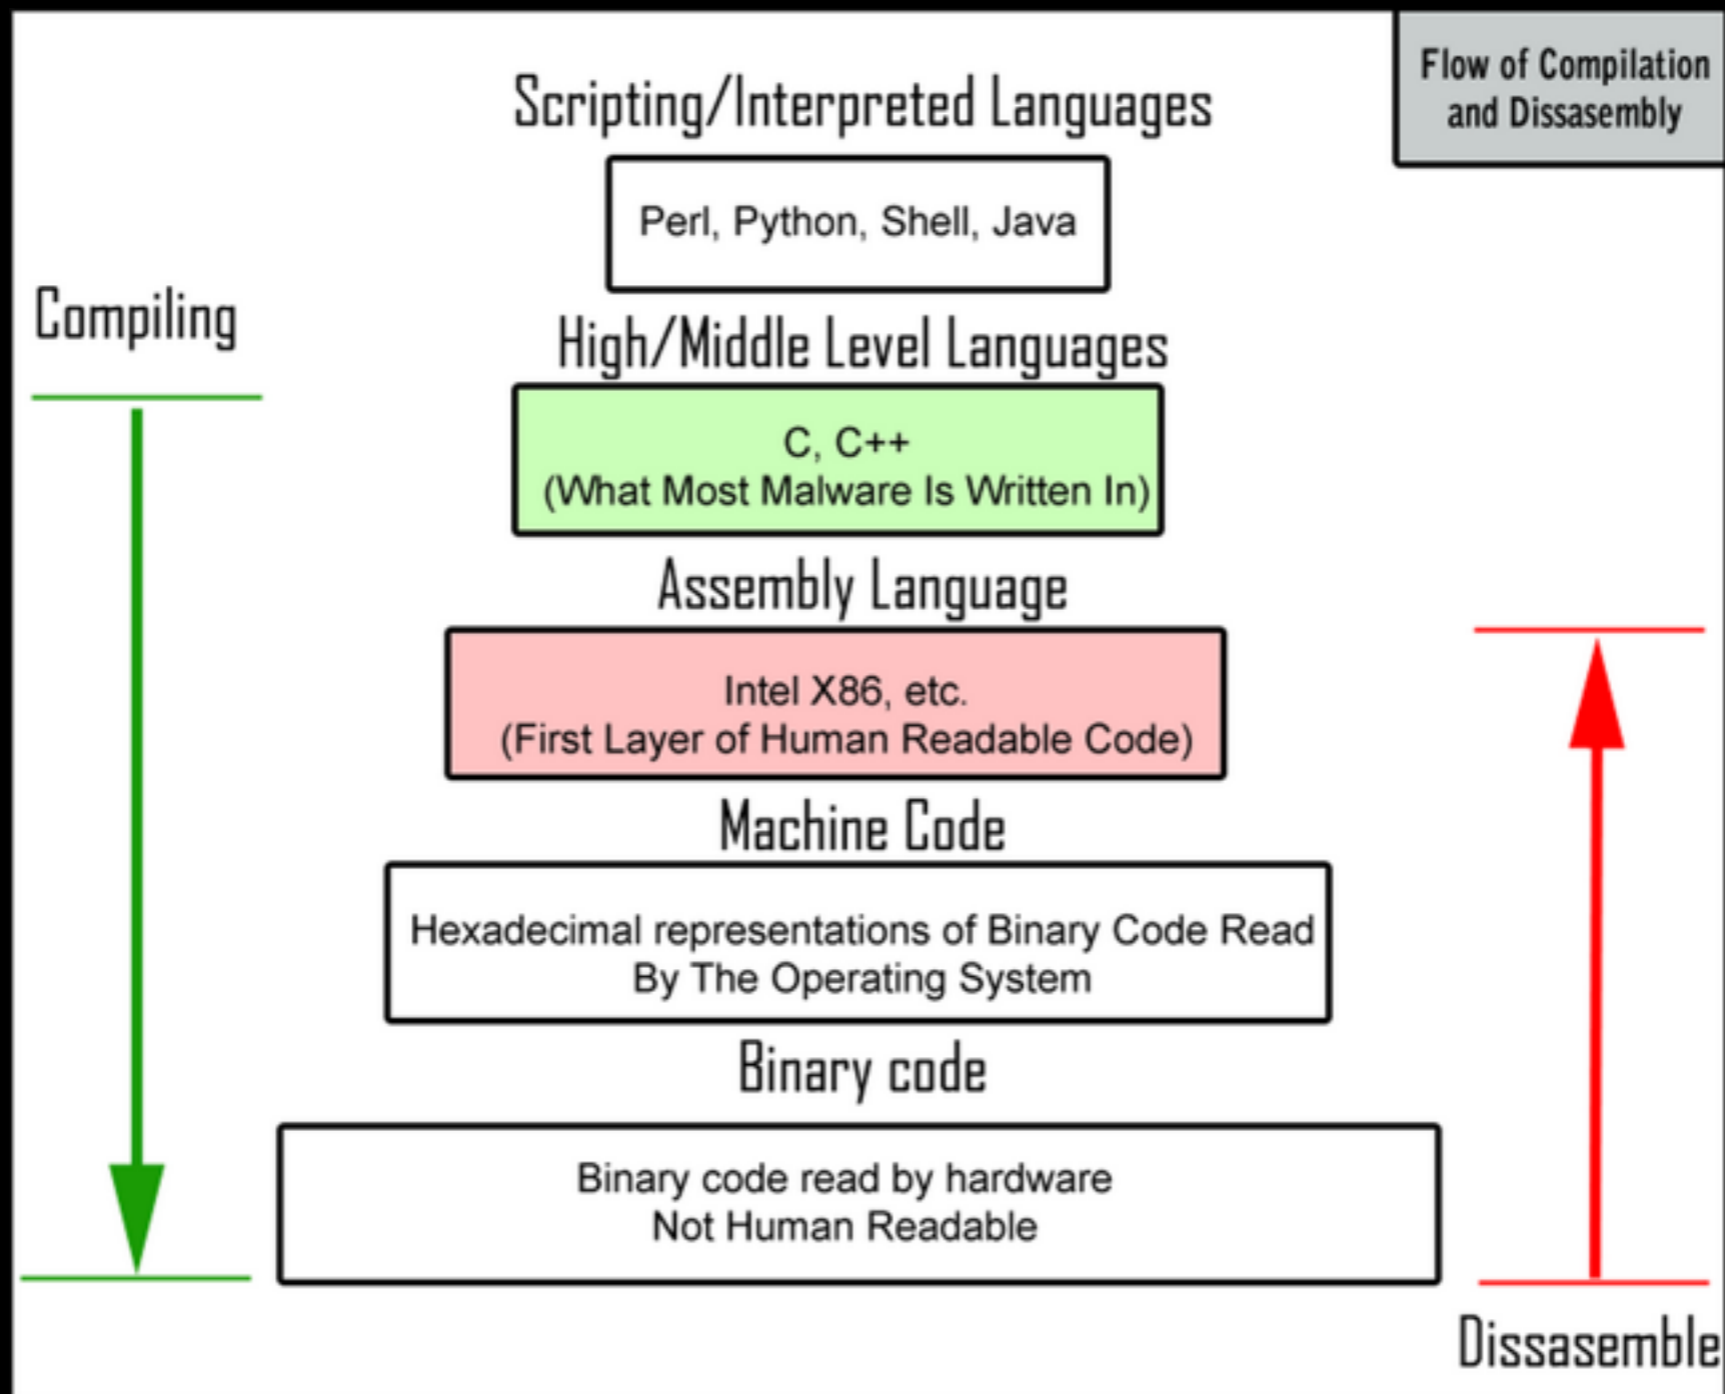 Flow of Compilation
and Dissasembly
Scripting/Interpreted Languages
Perl, Python, Shell, Java
Compiling
High/Middle Level Languages
C, C++
(What Most Malware Is Written In)
Assembly Language
Intel X86, etc.
(First Layer of Human Readable Code)
Machine Code
Hexadecimal representations of Binary Code Read
By The Operating System
Binary code
Binary code read by hardware
Not Human Readable
Dissasemble